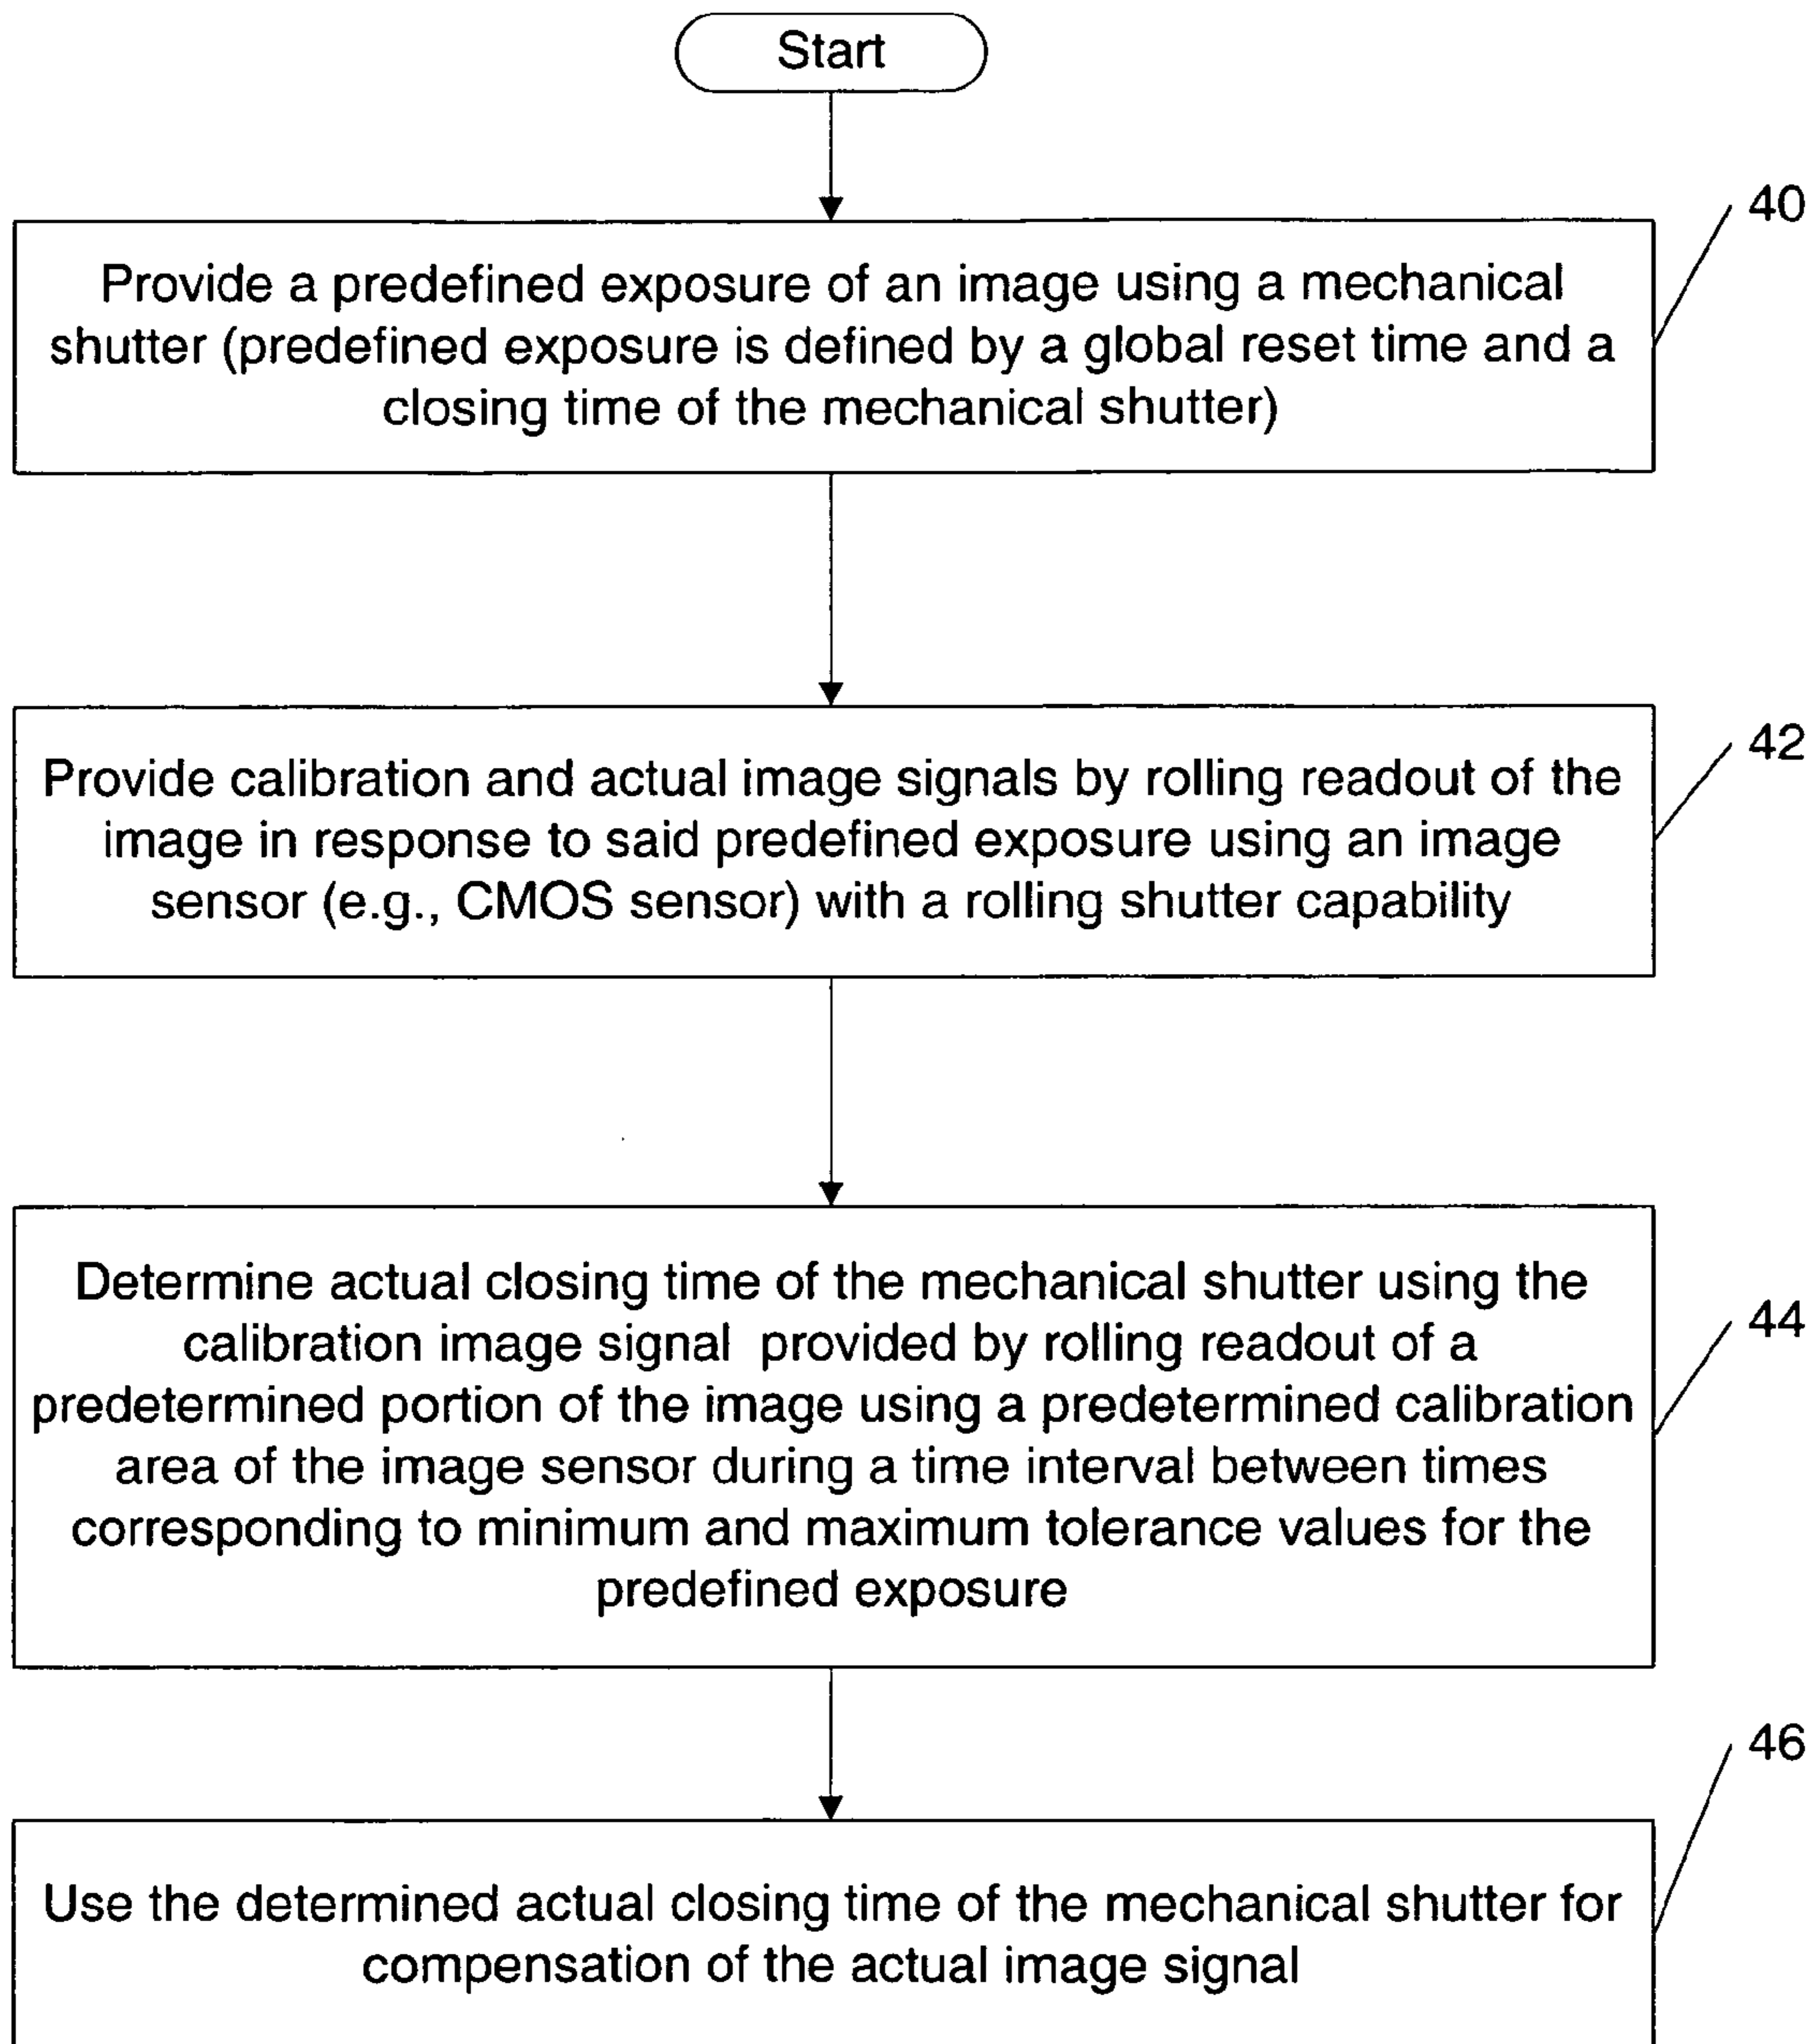 Start
40
Provide a predefined exposure of an image using a mechanical
shutter (predefined exposure is defined by a global reset time and a
closing time of the mechanical shutter)
42
Provide calibration and actual image signals by rolling readout of the
image in response to said predefined exposure using an image
sensor (e.g., CMOS sensor) with a rolling shutter capability
44
Determine actual closing time of the mechanical shutter using the
calibration image signal provided by rolling readout of a
predetermined portion of the image using a predetermined calibration
area of the image sensor during a time interval between times
corresponding to minimum and maximum tolerance values for the
predefined exposure
46
Use the determined actual closing time of the mechanical shutter for
compensation of the actual image signal